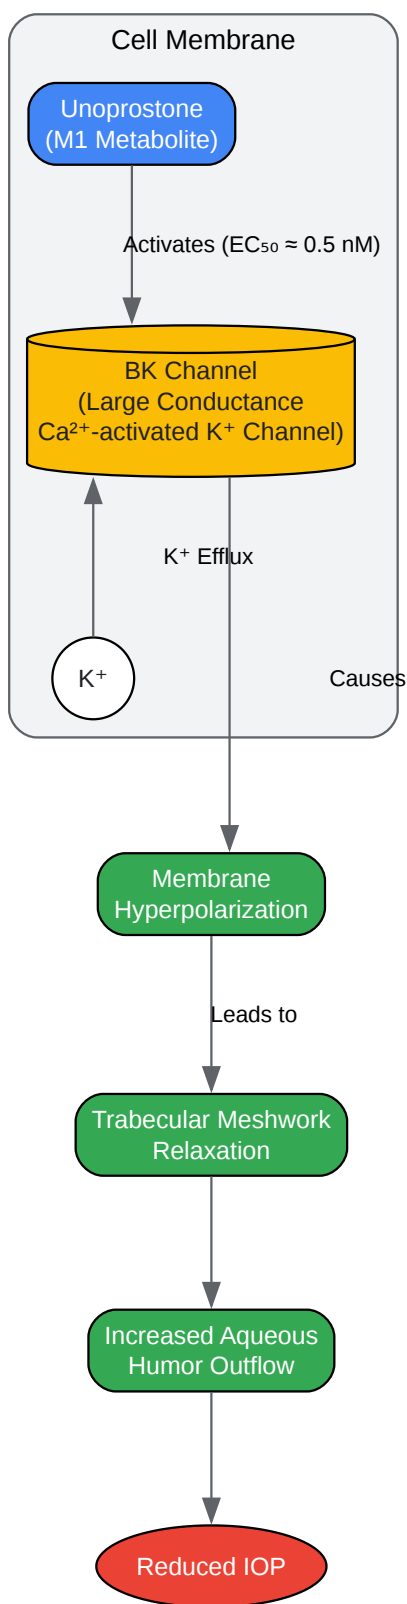 Cell Membrane
Unoprostone
(M1 Metabolite)
Activates (EC₅₀ ≈ 0.5 nM)
BK Channel
(Large Conductance
Ca²⁺-activated K⁺ Channel)
K⁺ Efflux
K⁺
Causes
Membrane
Hyperpolarization
Leads to
Trabecular Meshwork
Relaxation
Increased Aqueous
Humor Outflow
Reduced IOP